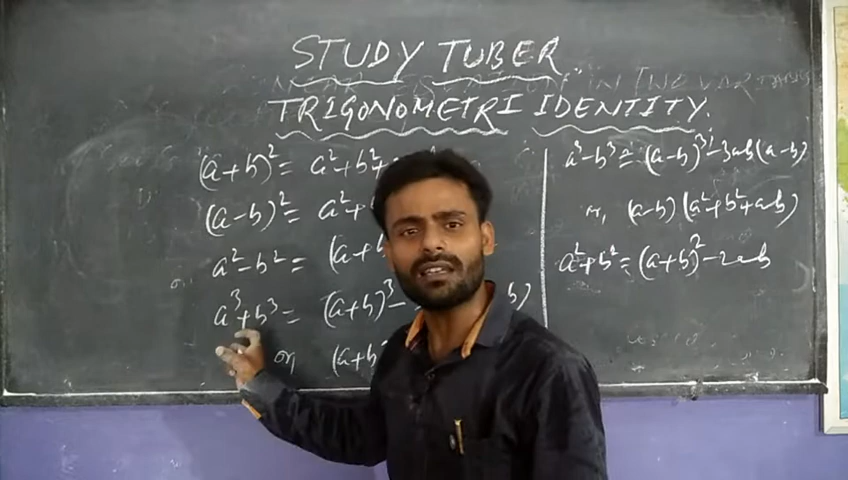 STUDY TUBER
TRIGONOMETRI IDENTITY.
(a+b)² = a²+b²+
(a-b)² = a²+
a²-b² = (a+
a³+b³ = (a+b)³- b)
or, (a+b
a³-b³ = (a-b)³-3ab(a-b)
or, (a-b)(a²+b²+ab)
a²+b² = (a+b)²-2ab